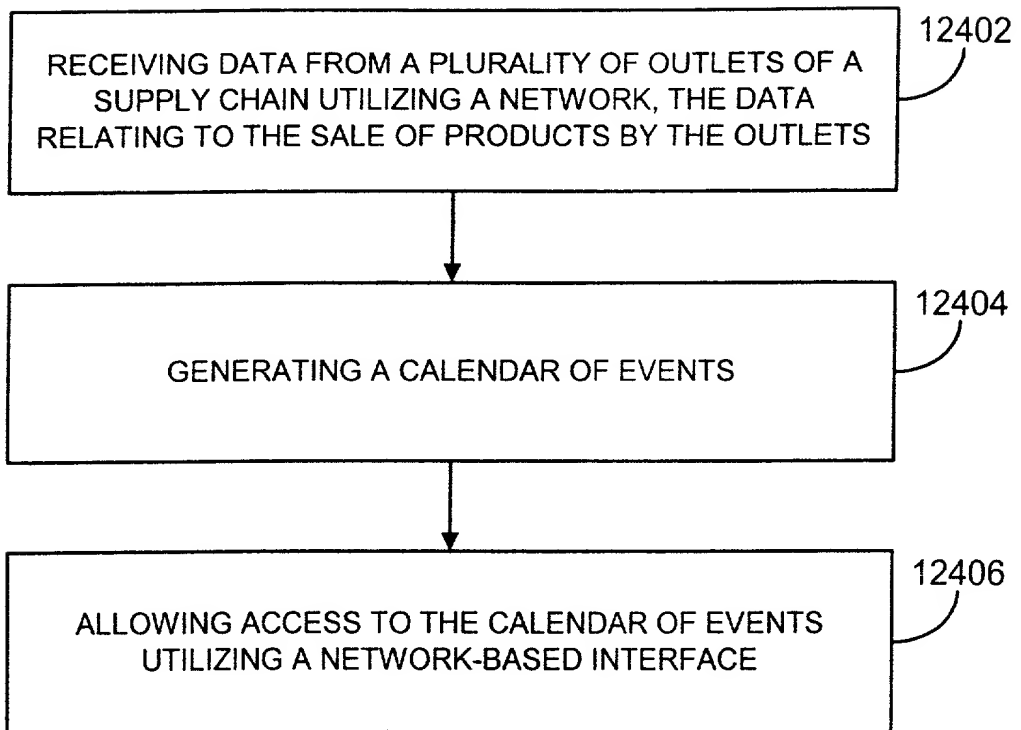 12402
RECEIVING DATA FROM A PLURALITY OF OUTLETS OF A
SUPPLY CHAIN UTILIZING A NETWORK, THE DATA
RELATING TO THE SALE OF PRODUCTS BY THE OUTLETS
12404
GENERATING A CALENDAR OF EVENTS
12406
ALLOWING ACCESS TO THE CALENDAR OF EVENTS
UTILIZING A NETWORK-BASED INTERFACE